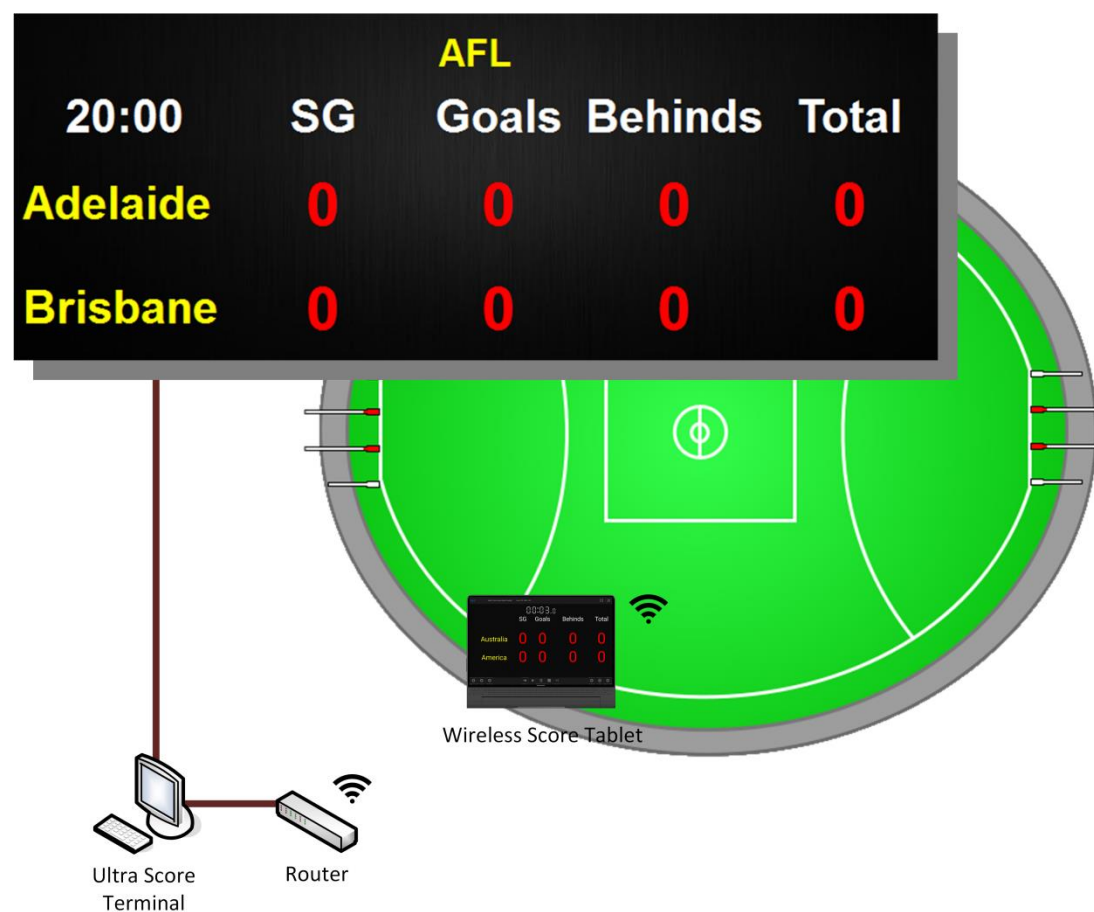 AFL
20:00 SG Goals Behinds Total
Adelaide 0 0 0 0
Brisbane 0 0 0 0
00:03.0
SG Goals Behinds Total
Australia 0 0 0 0
America 0 0 0 0
Wireless Score Tablet
Ultra Score
Terminal
Router